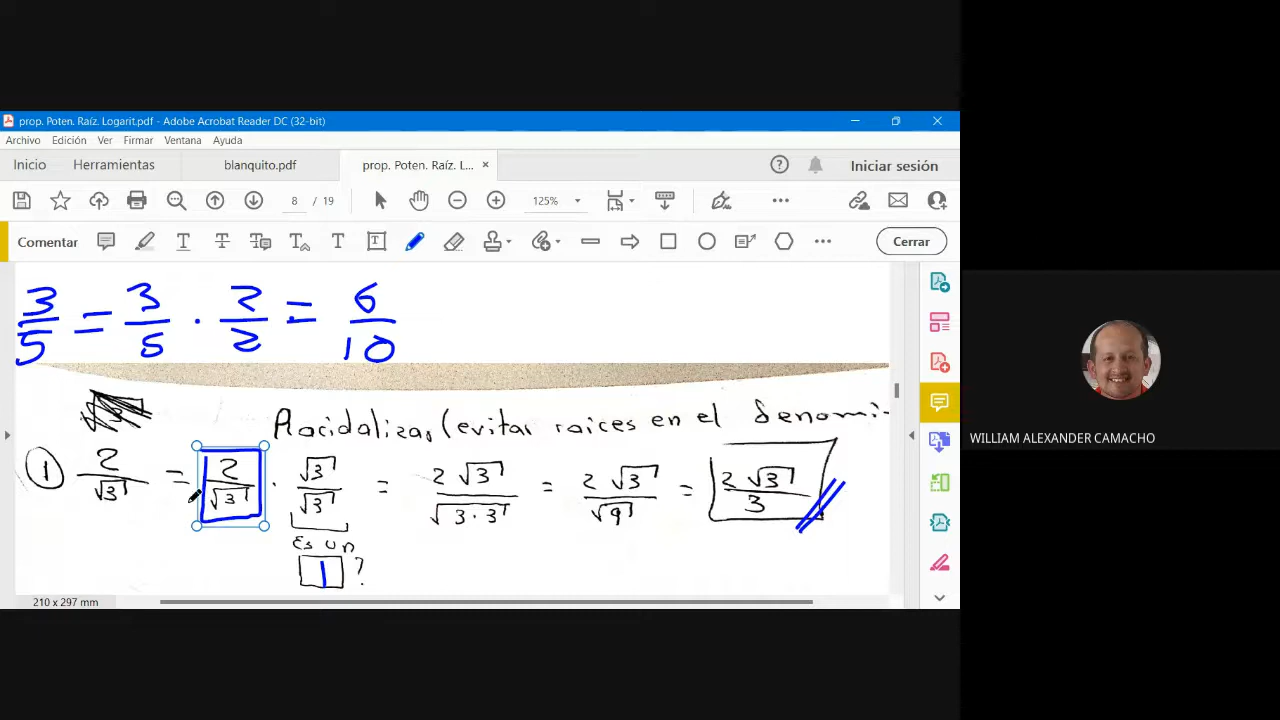 prop. Poten. Raíz. Logarit.pdf - Adobe Acrobat Reader DC (32-bit)
Archivo Edición Ver Firmar Ventana Ayuda
Inicio Herramientas blanquito.pdf prop. Poten. Raíz. L... × Iniciar sesión
8 / 19 125%
Comentar Cerrar
3/5 = 3/5 · 2/2 = 6/10
Racidalizar (evitar raices en el denomi
① 2/√3 = 2/√3 · √3/√3 = 2√3/√3·3 = 2√3/√9 = 2√3/3
Es un
1 ?
210 x 297 mm
WILLIAM ALEXANDER CAMACHO